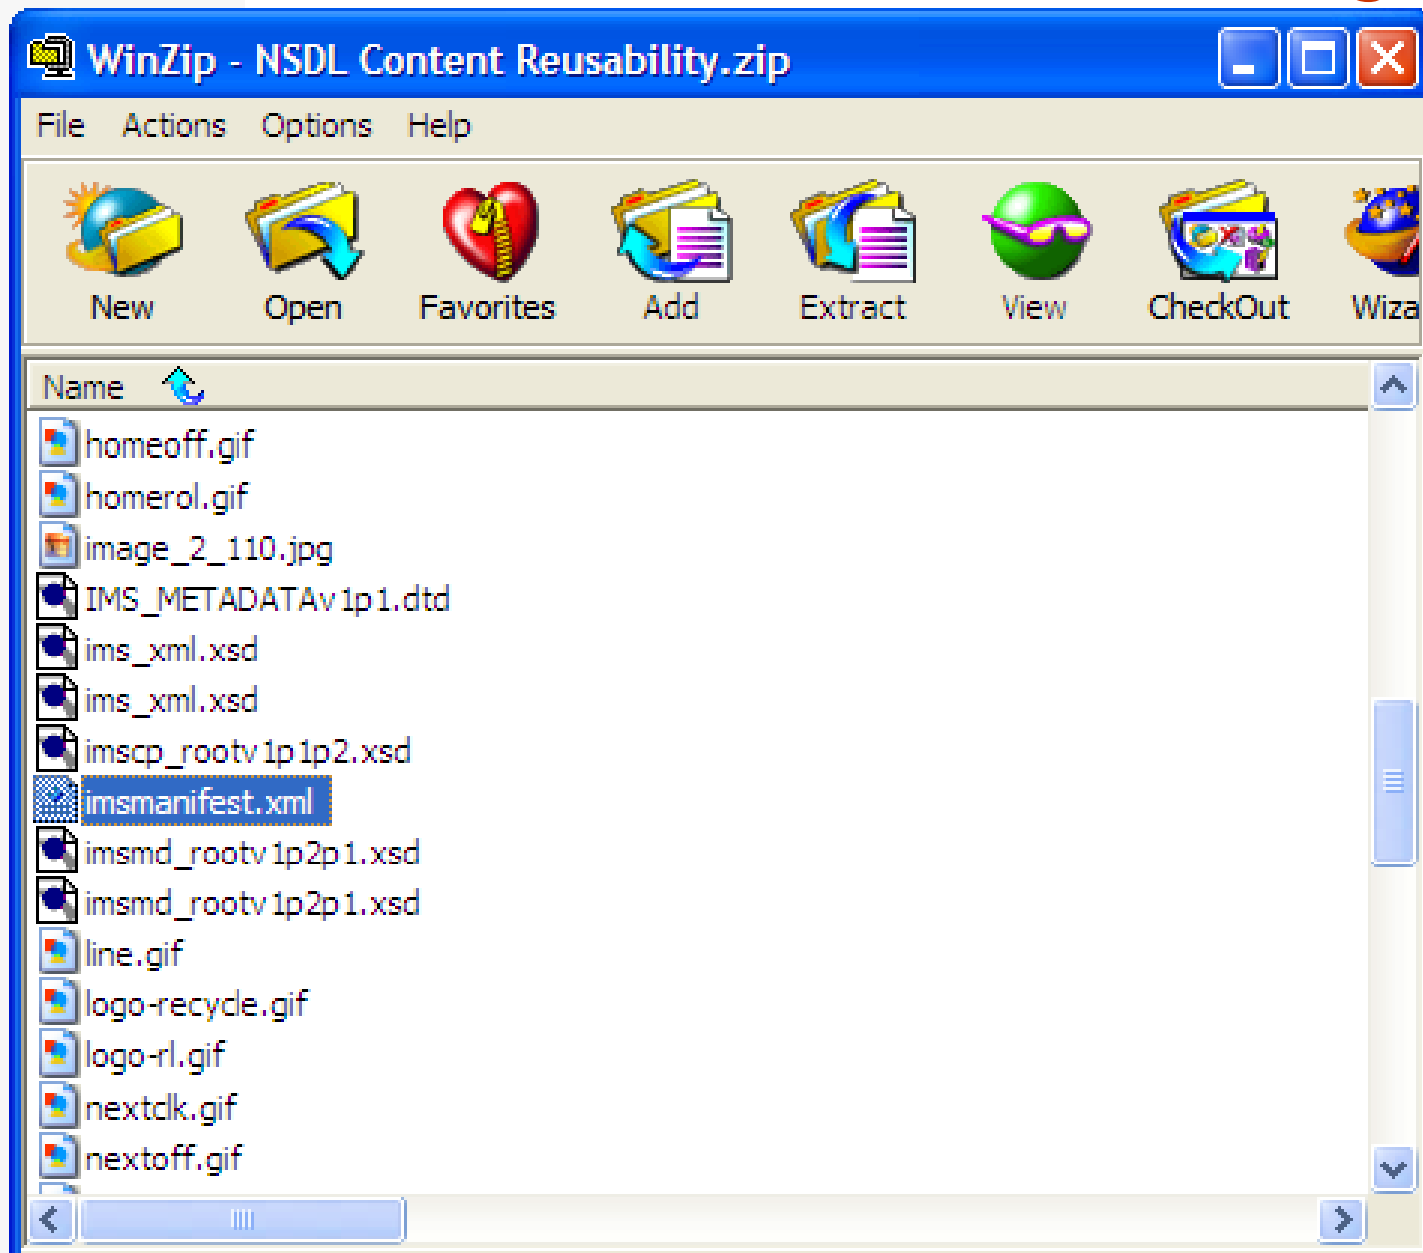 WinZip - NSDL Content Reusability.zip
File Actions Options Help
New Open Favorites Add Extract View CheckOut Wiza
Name
homeoff.gif
homerol.gif
image_2_110.jpg
IMS_METADATAv1p1.dtd
ims_xml.xsd
ims_xml.xsd
imscp_rootv1p1p2.xsd
imsmanifest.xml
imsmd_rootv1p2p1.xsd
imsmd_rootv1p2p1.xsd
line.gif
logo-recycle.gif
logo-rl.gif
nextclk.gif
nextoff.gif